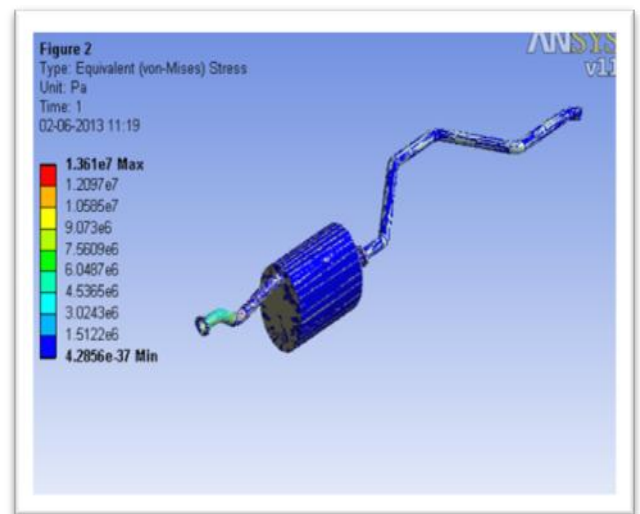 Figure 2
Type: Equivalent (von-Mises) Stress
Unit: Pa
Time: 1
02-06-2013 11:19
ANSYS
v11
1.361e7 Max
1.2097e7
1.0585e7
9.073e6
7.5609e6
6.0487e6
4.5365e6
3.0243e6
1.5122e6
4.2856e-37 Min